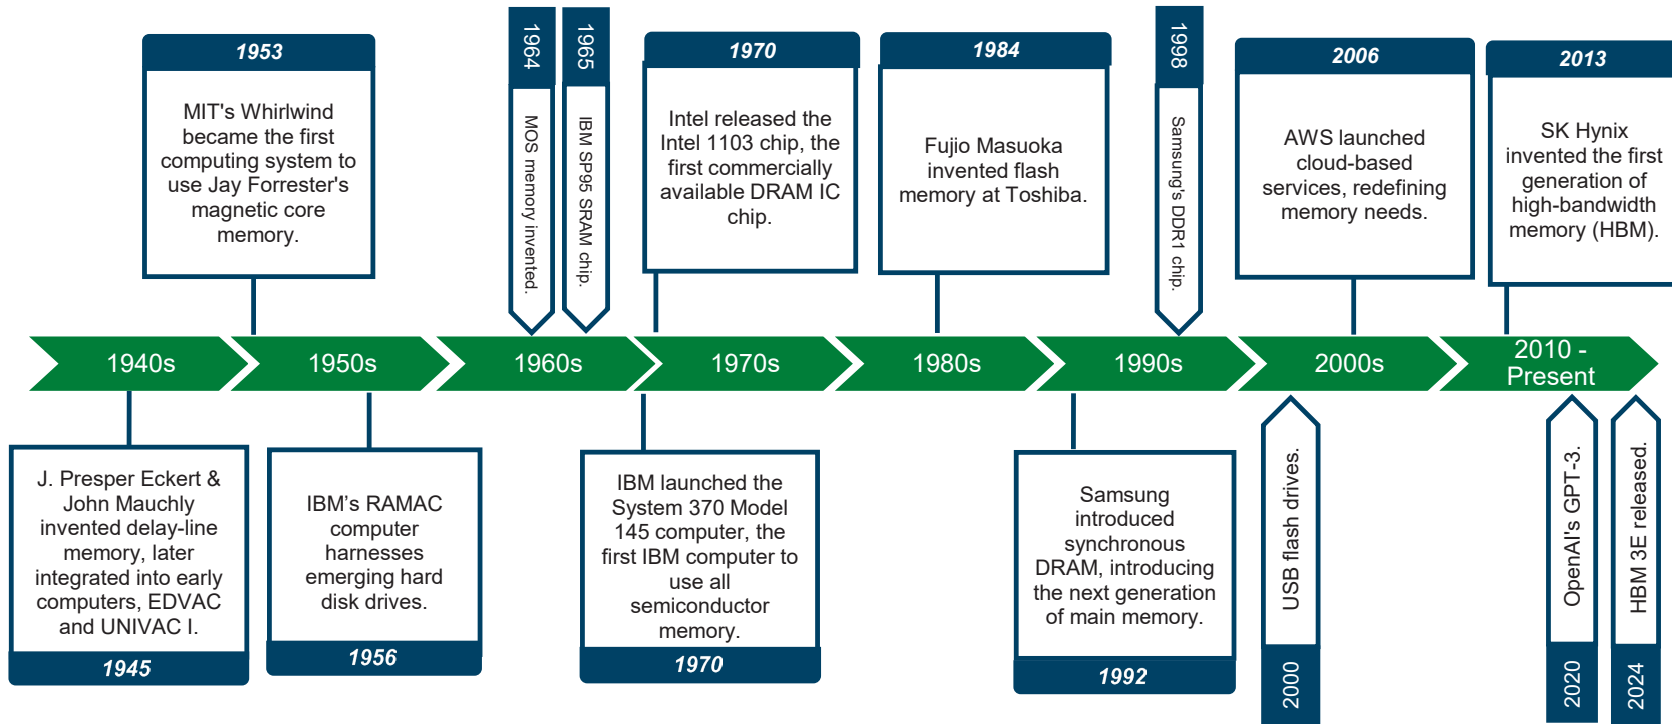 1953
MIT's Whirlwind
became the first
computing system to
use Jay Forrester's
magnetic core
memory.
1964
MOS memory invented.
1965
IBM SP95 SRAM chip.
1970
Intel released the
Intel 1103 chip, the
first commercially
available DRAM IC
chip.
1984
Fujio Masuoka
invented flash
memory at Toshiba.
1998
Samsung's DDR1 chip.
2006
AWS launched
cloud-based
services, redefining
memory needs.
2013
SK Hynix
invented the first
generation of
high-bandwidth
memory (HBM).
1940s
1950s
1960s
1970s
1980s
1990s
2000s
2010 -
Present
J. Presper Eckert &
John Mauchly
invented delay-line
memory, later
integrated into early
computers, EDVAC
and UNIVAC I.
1945
IBM’s RAMAC
computer
harnesses
emerging hard
disk drives.
1956
IBM launched the
System 370 Model
145 computer, the
first IBM computer to
use all
semiconductor
memory.
1970
Samsung
introduced
synchronous
DRAM, introducing
the next generation
of main memory.
1992
USB flash drives.
2000
OpenAI's GPT-3.
2020
HBM 3E released.
2024